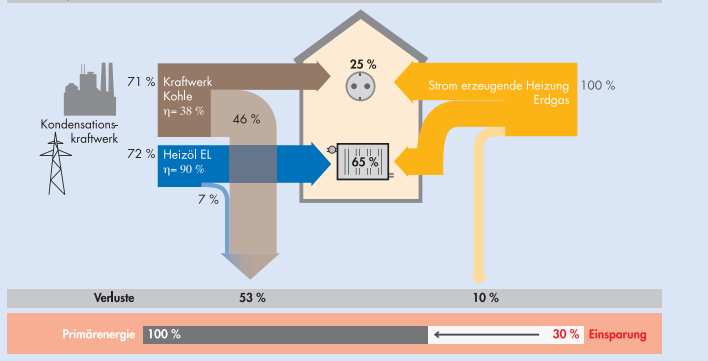 25 %
71 %
Kraftwerk
Kohle
η= 38 %
Strom erzeugende Heizung
Erdgas
100 %
46 %
Kondensations-
kraftwerk
72 %
Heizöl EL
η= 90 %
65 %
7 %
Verluste 53 % 10 %
Primärenergie 100 % 30 % Einsparung